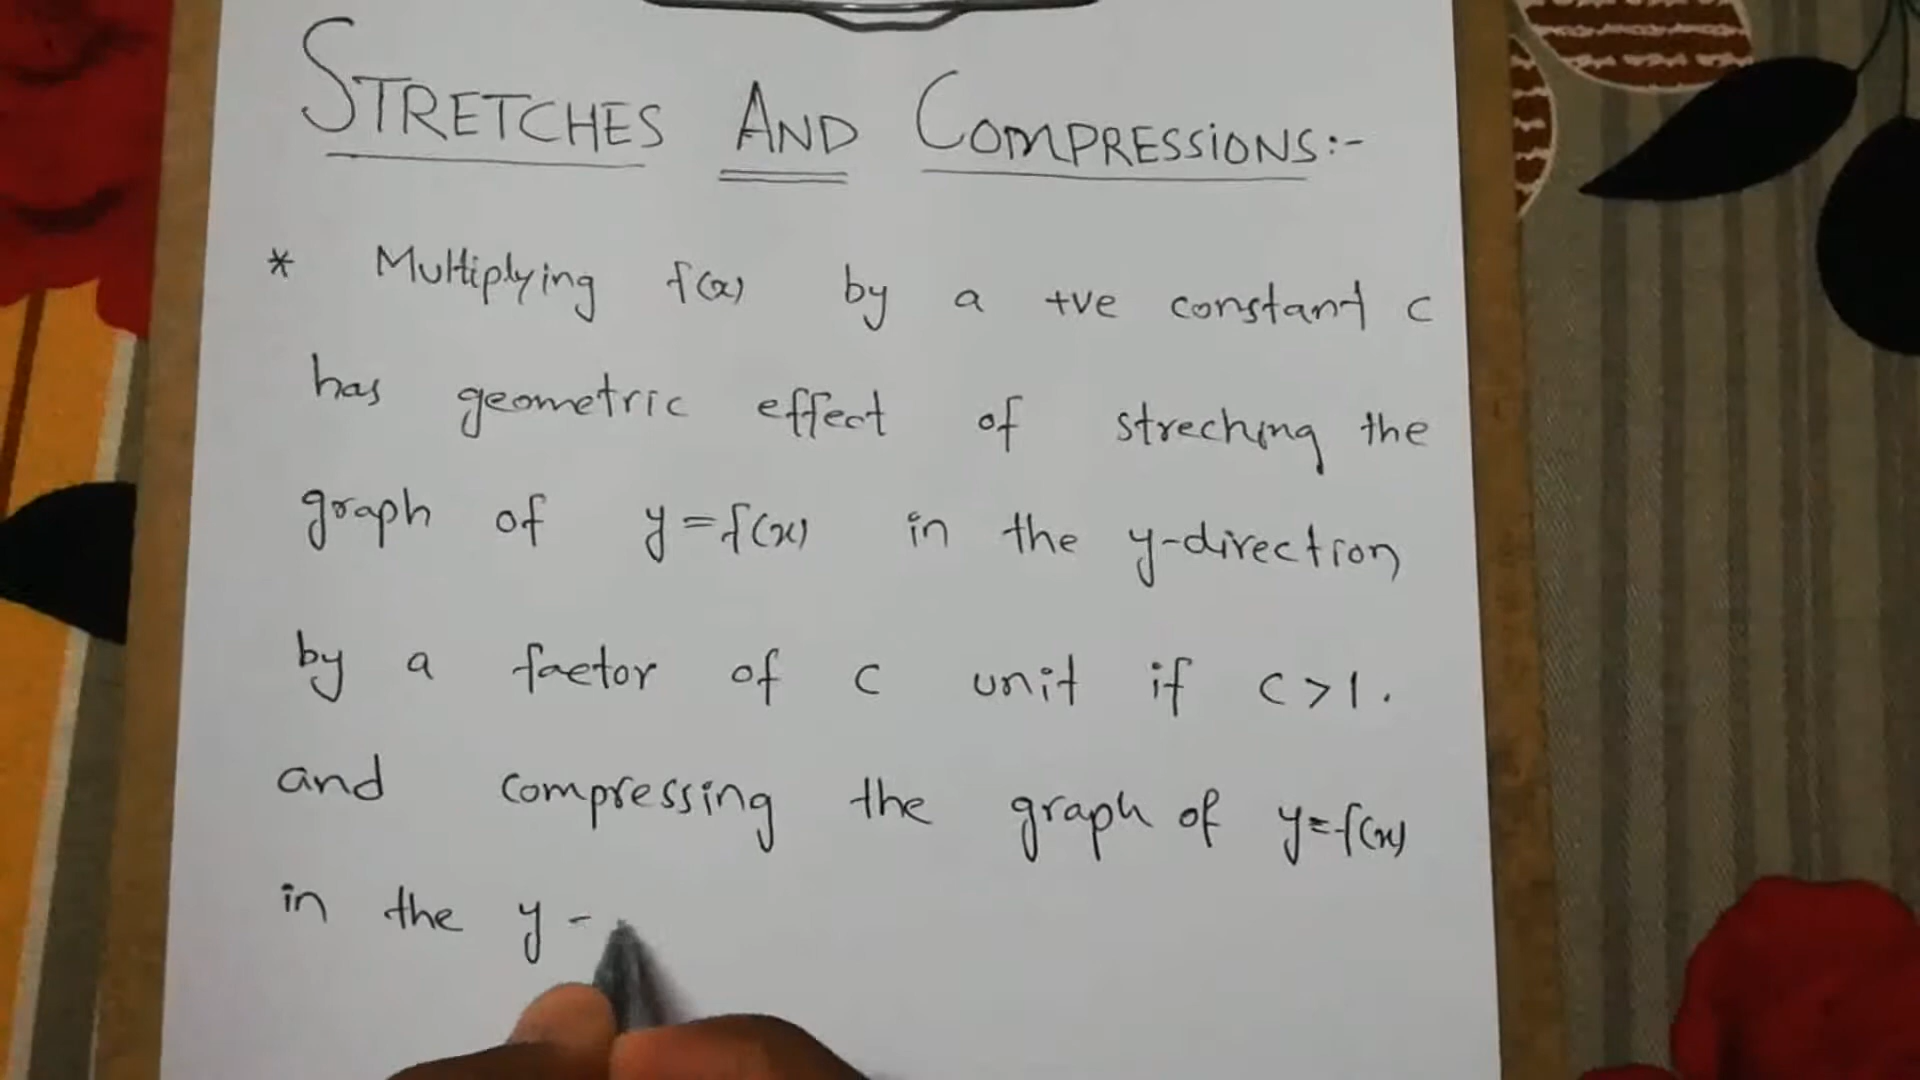 STRETCHES AND COMPRESSIONS:-
* Multiplying f(x) by a +ve constant c
has geometric effect of streching the
graph of y=f(x) in the y-direction
by a factor of c unit if c>1.
and compressing the graph of y=f(x)
in the y-